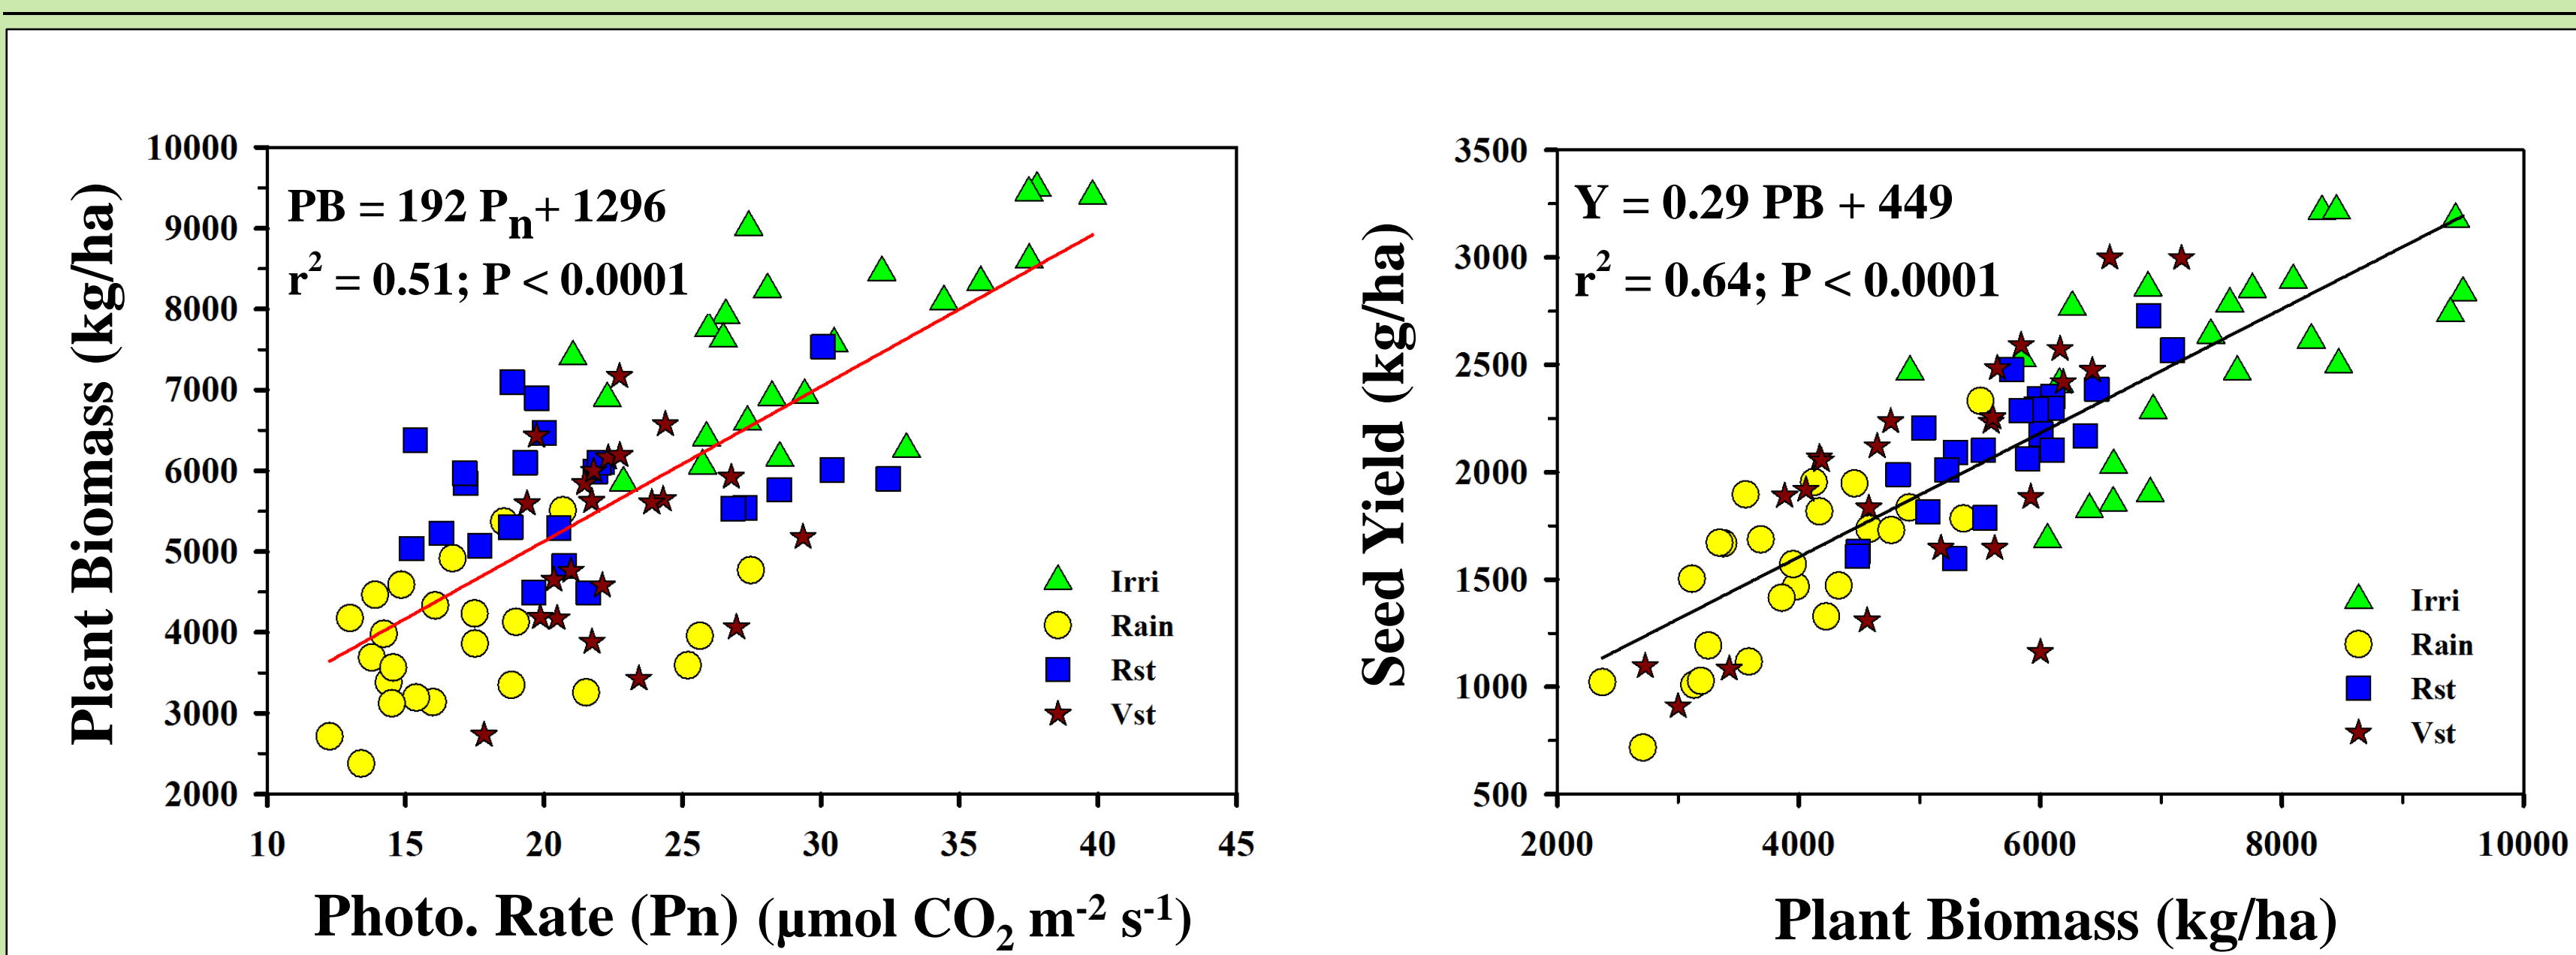 PB = 192 Pn+ 1296
r2 = 0.51; P < 0.0001
Plant Biomass (kg/ha)
10000
9000
8000
7000
6000
5000
4000
3000
2000
Irri
Rain
Rst
Vst
10 15 20 25 30 35 40 45
Photo. Rate (Pn) (µmol CO2 m-2 s-1)
Y = 0.29 PB + 449
r2 = 0.64; P < 0.0001
Seed Yield (kg/ha)
3500
3000
2500
2000
1500
1000
500
Irri
Rain
Rst
Vst
2000 4000 6000 8000 10000
Plant Biomass (kg/ha)